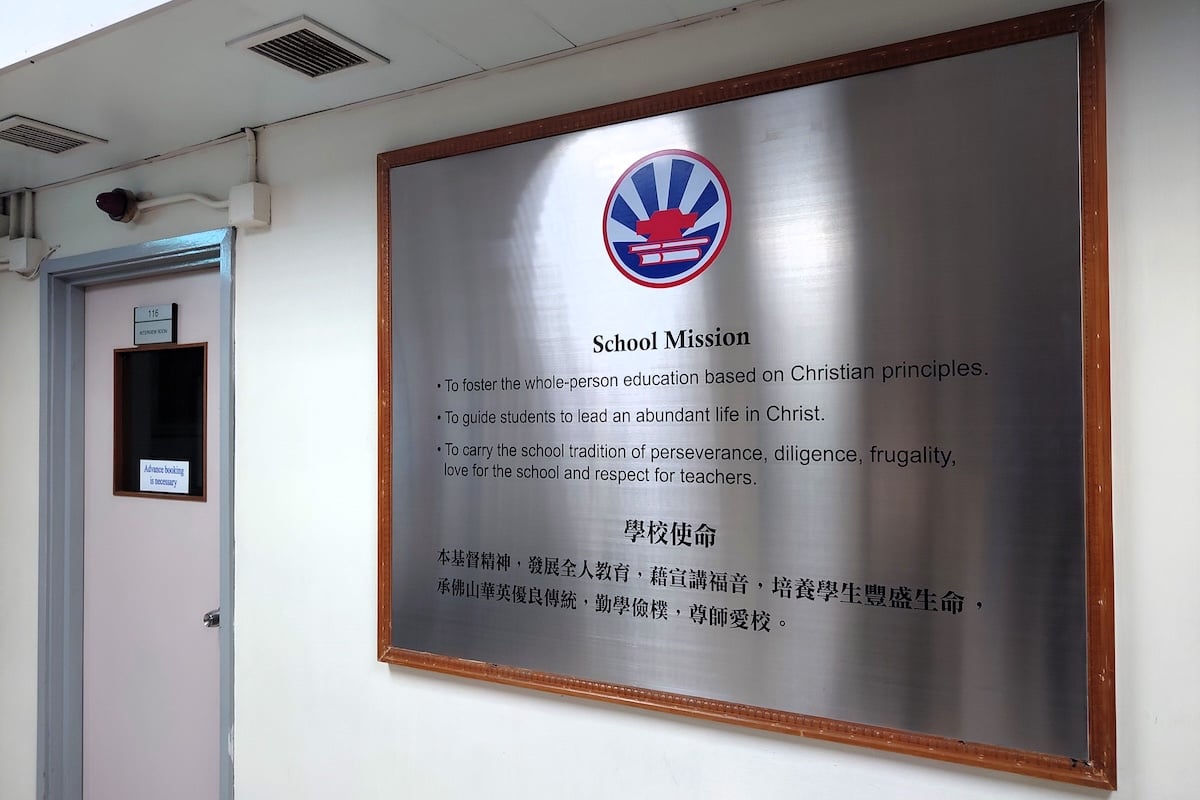 116
INTERVIEW ROOM
Advance booking
is necessary
School Mission
• To foster the whole-person education based on Christian principles.
• To guide students to lead an abundant life in Christ.
• To carry the school tradition of perseverance, diligence, frugality,
love for the school and respect for teachers.
學校使命
本基督精神，發展全人教育，藉宣講福音，培養學生豐盛生命，
承佛山華英優良傳統，勤學儉樸，尊師愛校。